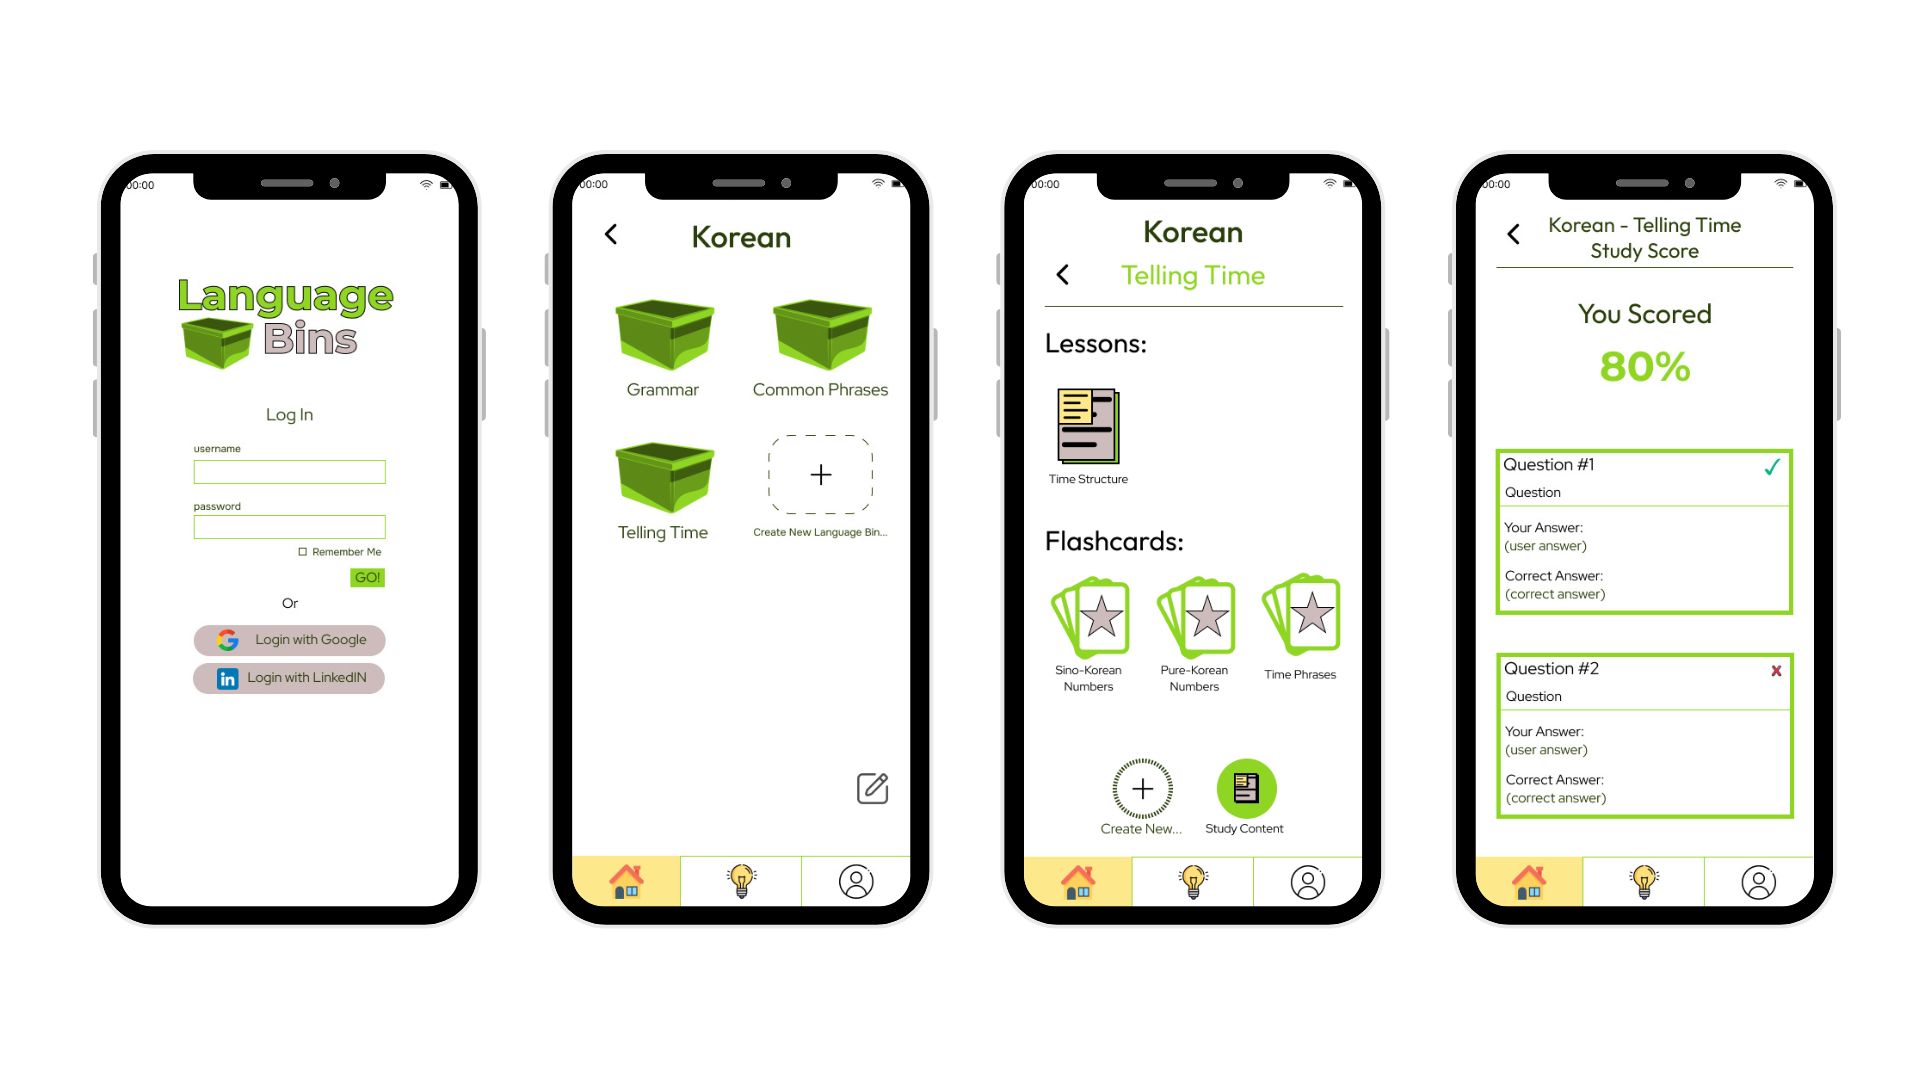 00:00
Language
Bins
Log In
username
password
Remember Me
GO!
Or
Login with Google
in Login with LinkedIN
00:00
Korean
Grammar
Common Phrases
Telling Time
+
Create New Language Bin...
00:00
Korean
Telling Time
Lessons:
Time Structure
Flashcards:
Sino-Korean
Numbers
Pure-Korean
Numbers
Time Phrases
+
Create New...
Study Content
00:00
Korean - Telling Time
Study Score
You Scored
80%
Question #1
Question
Your Answer:
(user answer)
Correct Answer:
(correct answer)
Question #2
Question
Your Answer:
(user answer)
Correct Answer:
(correct answer)